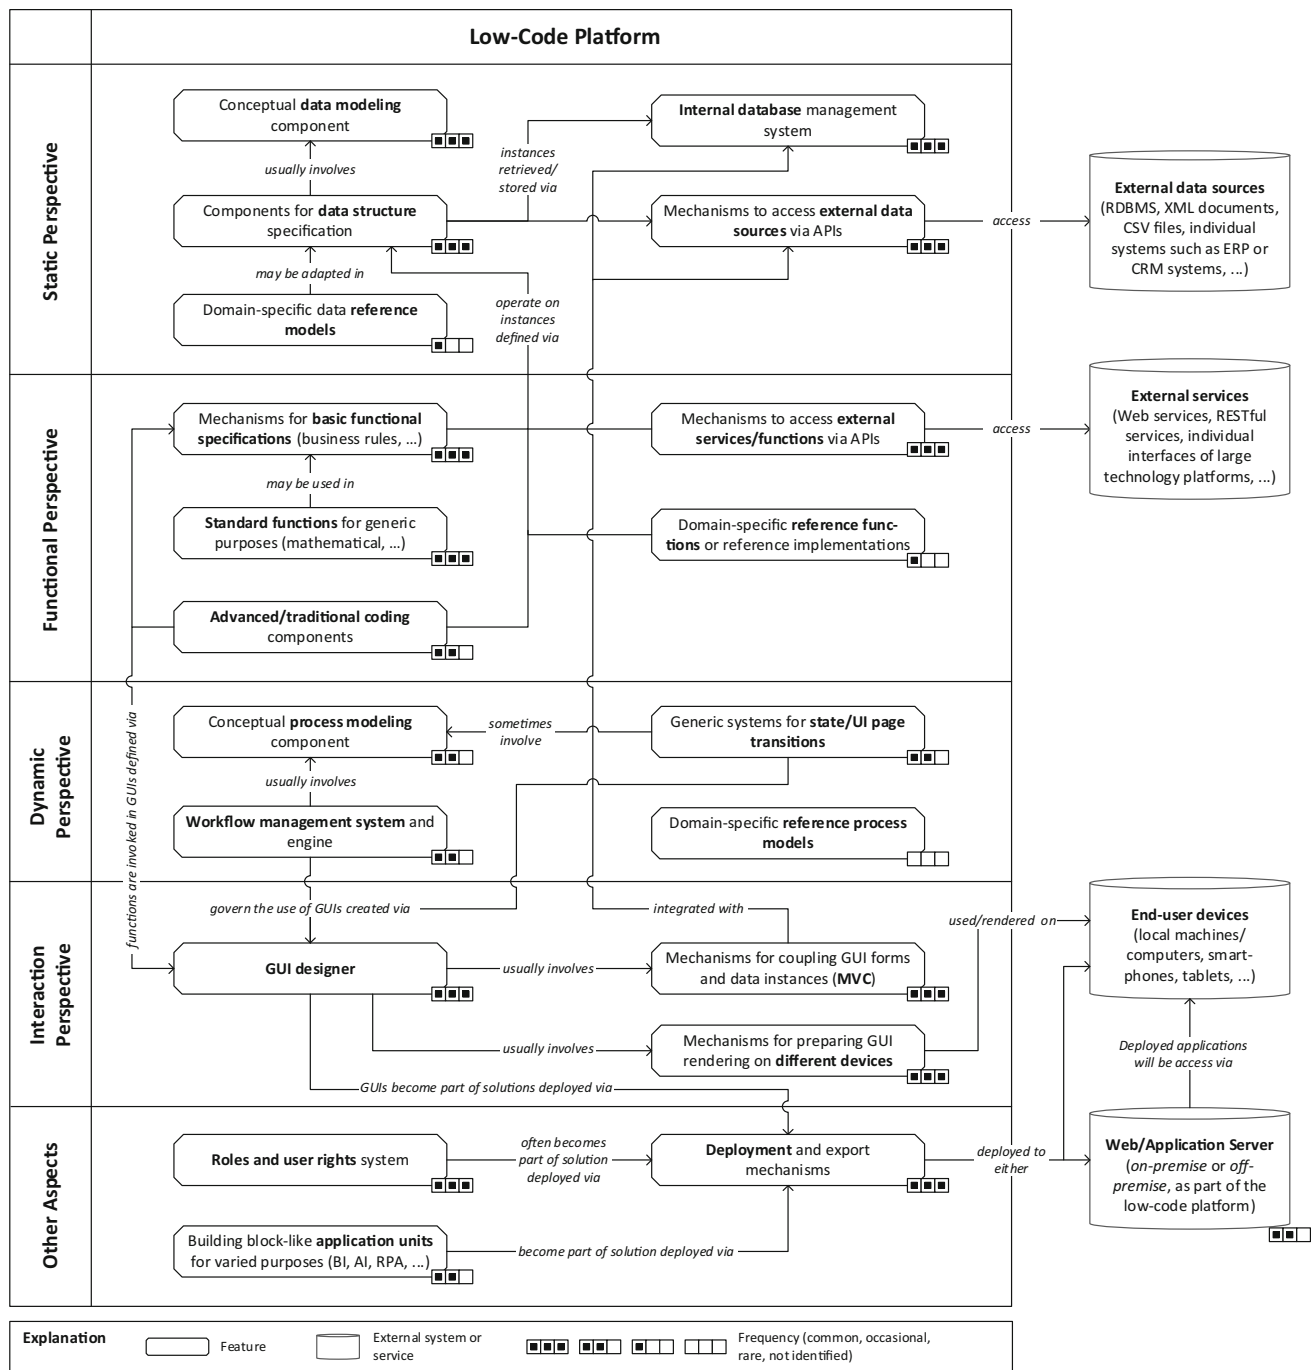 Low-Code Platform
Static Perspective
Conceptual data modeling
component
Internal database management
system
usually involves
instances
retrieved/
stored via
Components for data structure
specification
Mechanisms to access external data
sources via APIs
access
External data sources
(RDBMS, XML documents,
CSV files, individual
systems such as ERP or
CRM systems, ...)
may be adapted in
operate on
instances
defined via
Domain-specific data reference
models
Functional Perspective
Mechanisms for basic functional
specifications (business rules, ...)
Mechanisms to access external
services/functions via APIs
access
External services
(Web services, RESTful
services, individual
interfaces of large
technology platforms, ...)
may be used in
Standard functions for generic
purposes (mathematical, ...)
Domain-specific reference func-
tions or reference implementations
Advanced/traditional coding
components
functions are invoked in GUIs defined via
Dynamic
Perspective
Conceptual process modeling
component
sometimes
involve
Generic systems for state/UI page
transitions
usually involves
Workflow management system and
engine
Domain-specific reference process
models
Interaction
Perspective
govern the use of GUIs created via
integrated with
used/rendered on
End-user devices
(local machines/
computers, smart-
phones, tablets, ...)
GUI designer
usually involves
Mechanisms for coupling GUI forms
and data instances (MVC)
usually involves
Mechanisms for preparing GUI
rendering on different devices
Deployed applications
will be access via
GUIs become part of solutions deployed via
Other Aspects
Roles and user rights system
often becomes
part of solution
deployed via
Deployment and export
mechanisms
deployed to
either
Web/Application Server
(on-premise or off-
premise, as part of the
low-code platform)
Building block-like application units
for varied purposes (BI, AI, RPA, ...)
become part of solution deployed via
Explanation
Feature
External system or
service
Frequency (common, occasional,
rare, not identified)